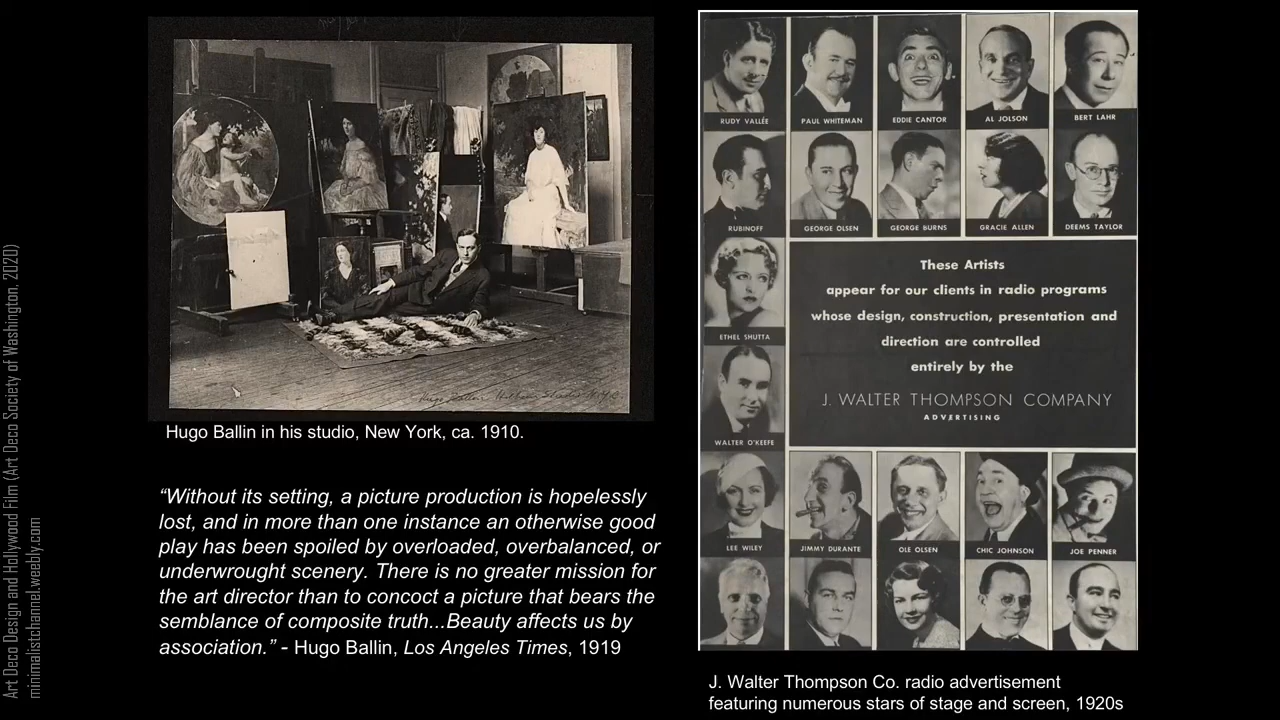 Art Deco Design and Hollywood Film (Art Deco Society of Washington, 2020)
minimalistchannel.weebly.com
Hugo Ballin in his studio, New York, ca. 1910.
“Without its setting, a picture production is hopelessly
lost, and in more than one instance an otherwise good
play has been spoiled by overloaded, overbalanced, or
underwrought scenery. There is no greater mission for
the art director than to concoct a picture that bears the
semblance of composite truth...Beauty affects us by
association.” - Hugo Ballin, Los Angeles Times, 1919
RUDY VALLÉE
PAUL WHITEMAN
EDDIE CANTOR
AL JOLSON
BERT LAHR
RUBINOFF
GEORGE OLSEN
GEORGE BURNS
GRACIE ALLEN
DEEMS TAYLOR
ETHEL SHUTTA
WALTER O'KEEFE
These Artists
appear for our clients in radio programs
whose design, construction, presentation and
direction are controlled
entirely by the
J. WALTER THOMPSON COMPANY
ADVERTISING
LEE WILEY
JIMMY DURANTE
OLE OLSEN
CHIC JOHNSON
JOE PENNER
J. Walter Thompson Co. radio advertisement
featuring numerous stars of stage and screen, 1920s